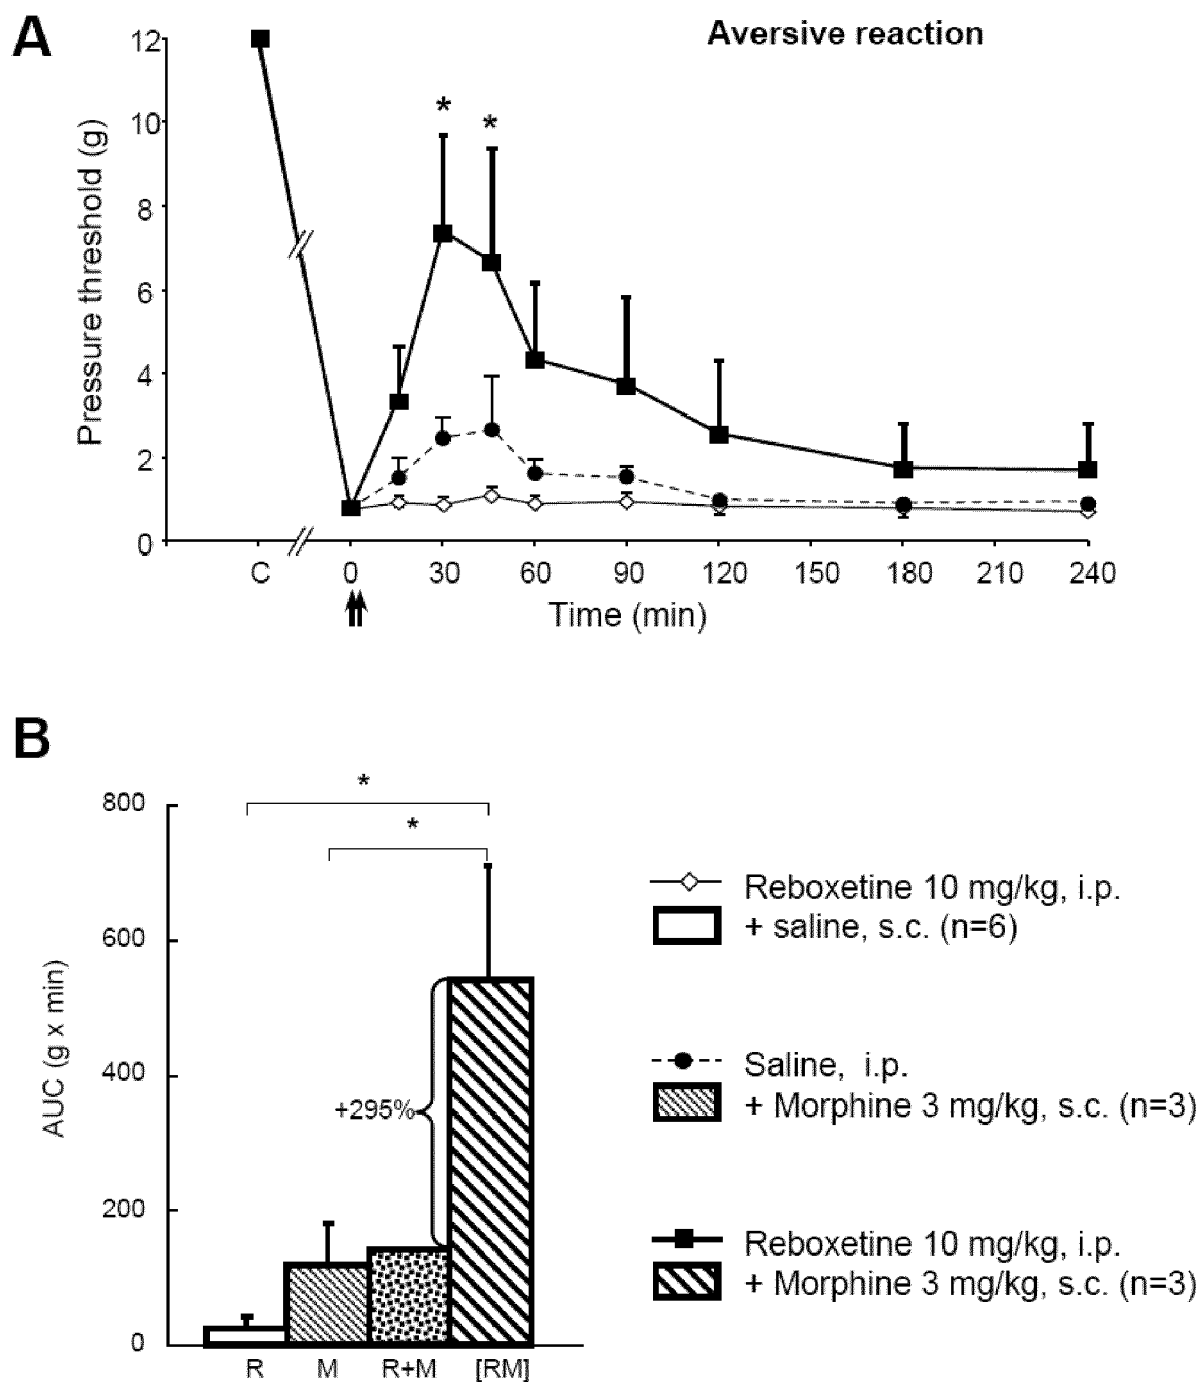 A
Aversive reaction
12
10
8
6
4
2
0
Pressure threshold (g)
* *
C 0 30 60 90 120 150 180 210 240
Time (min)
B
800
600
400
200
0
AUC (g x min)
*
*
+295%
R M R+M [RM]
Reboxetine 10 mg/kg, i.p.
+ saline, s.c. (n=6)
Saline, i.p.
+ Morphine 3 mg/kg, s.c. (n=3)
Reboxetine 10 mg/kg, i.p.
+ Morphine 3 mg/kg, s.c. (n=3)